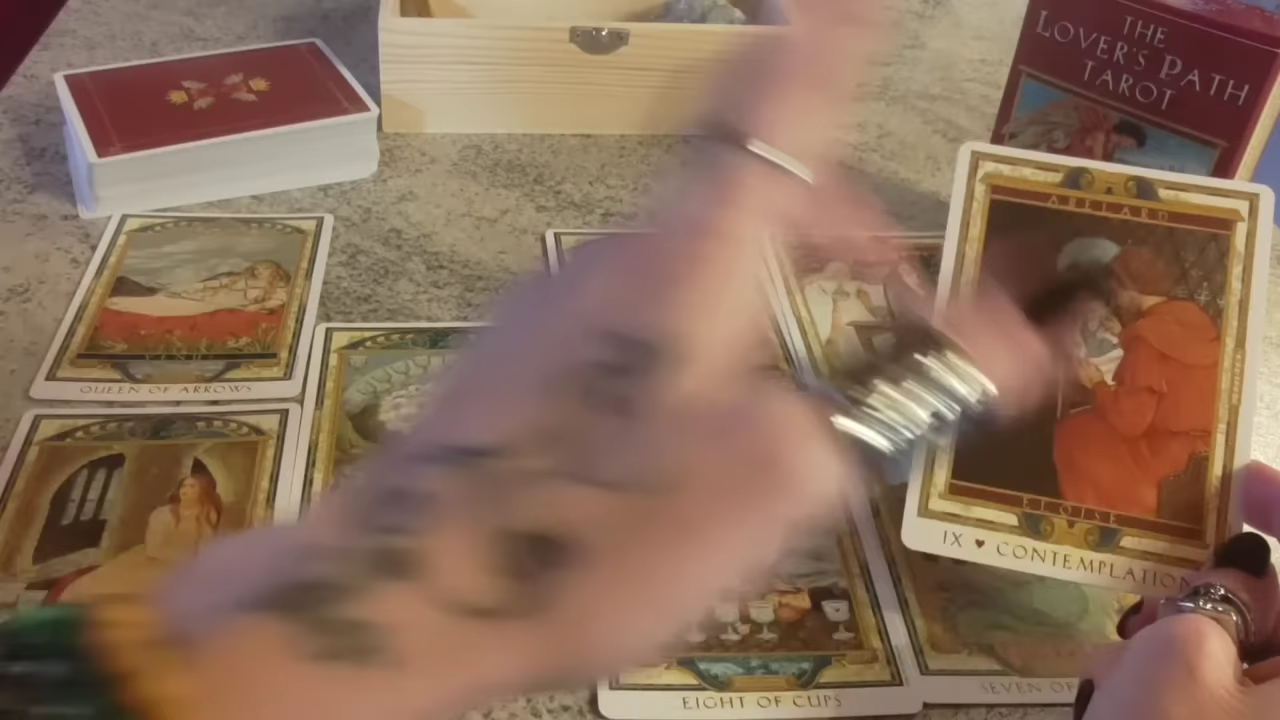 THE
LOVER'S PATH
TAROT
ABELARD
QUEEN OF ARROWS
ELOISE
IX ♥ CONTEMPLATION
EIGHT OF CUPS
SEVEN OF